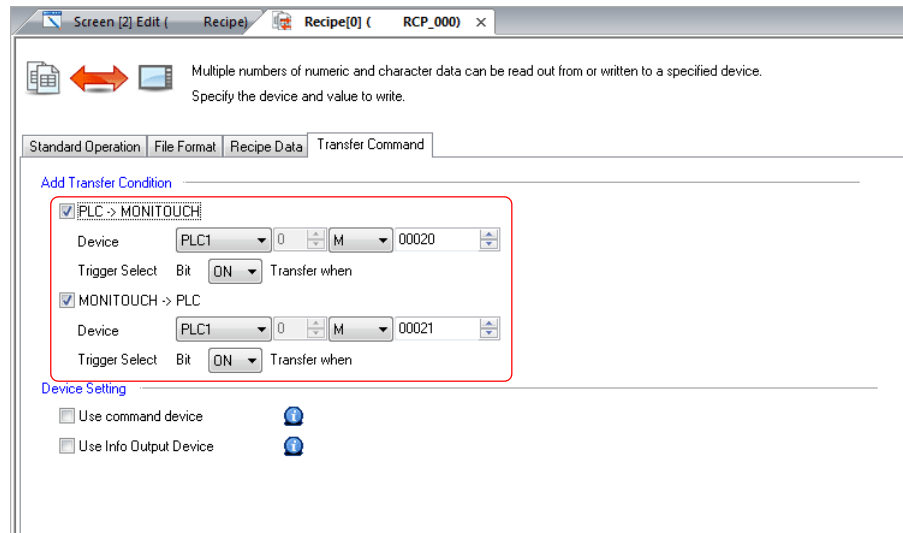 Screen [2] Edit ( Recipe) Recipe[0] ( RCP_000) ×
Multiple numbers of numeric and character data can be read out from or written to a specified device.
Specify the device and value to write.
Standard Operation File Format Recipe Data Transfer Command
Add Transfer Condition
PLC -> MONITOUCH
Device PLC1 0 M 00020
Trigger Select Bit ON Transfer when
MONITOUCH -> PLC
Device PLC1 0 M 00021
Trigger Select Bit ON Transfer when
Device Setting
Use command device
Use Info Output Device